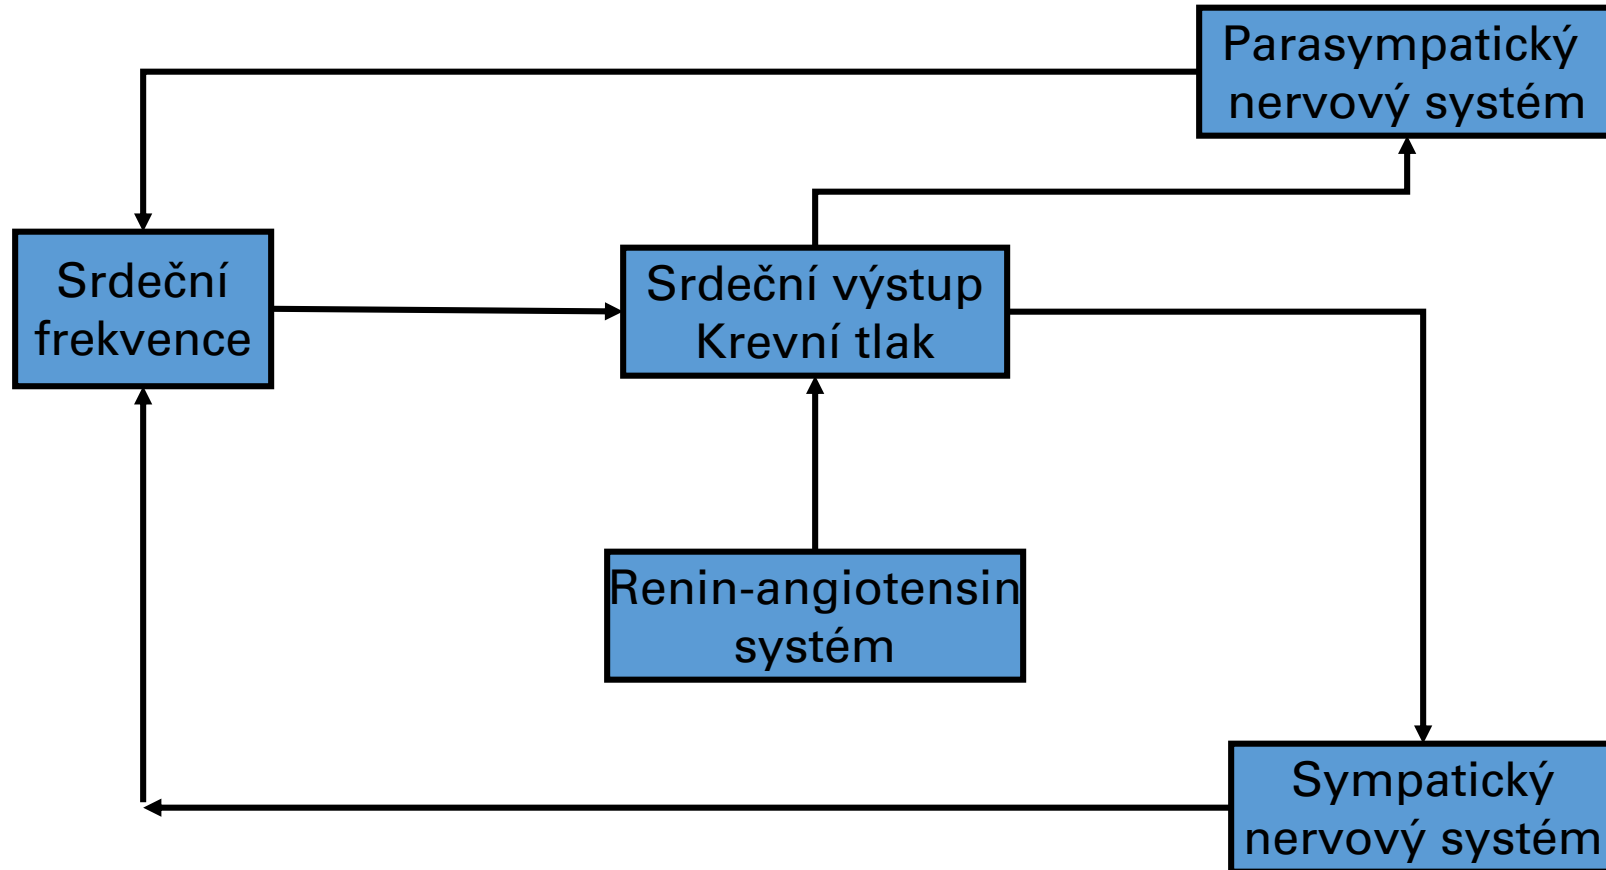 Parasympatický
nervový systém
Srdeční
frekvence
Srdeční výstup
Krevní tlak
Renin-angiotensin
systém
Sympatický
nervový systém